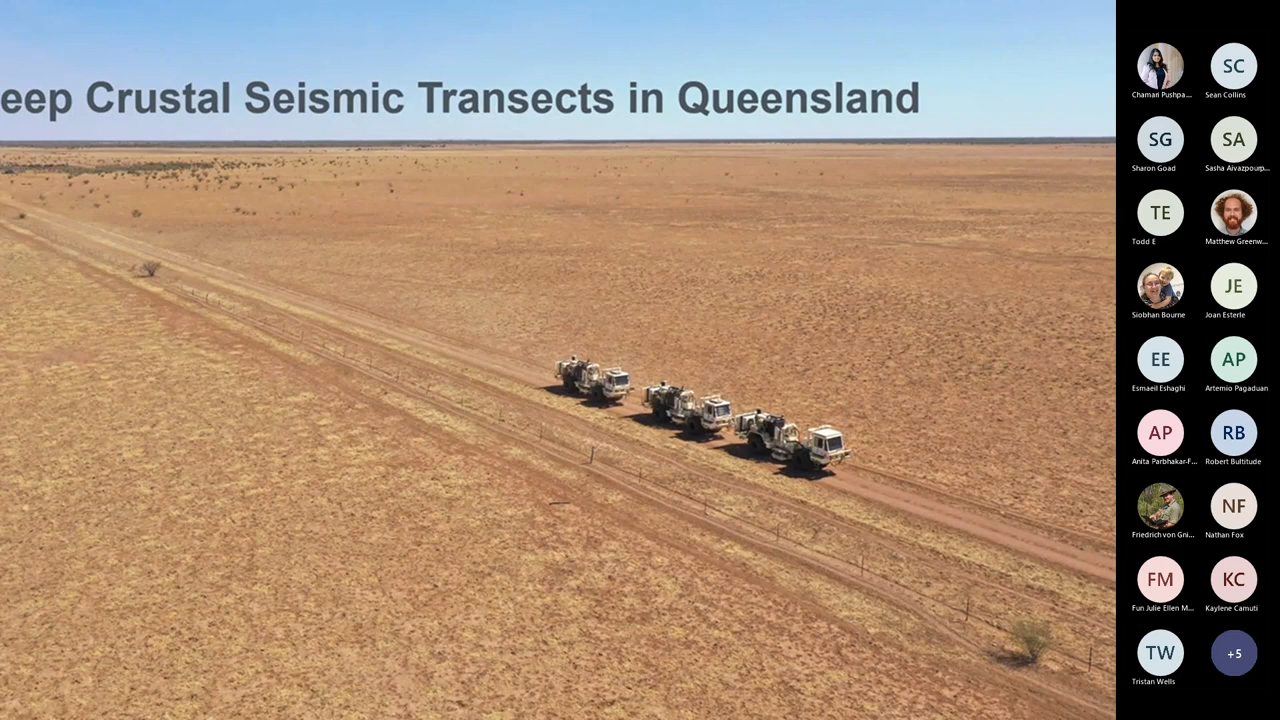 eep Crustal Seismic Transects in Queensland
Chamari Pushpa...
SC
Sean Collins
SG
Sharon Goad
SA
Sasha Aivazpourp...
TE
Todd E
Matthew Greenw...
Siobhan Bourne
JE
Joan Esterle
EE
Esmaeil Eshaghi
AP
Artemio Pagaduan
AP
Anita Parbhakar-F...
RB
Robert Bultitude
Friedrich von Gni...
NF
Nathan Fox
FM
Fun Julie Ellen M...
KC
Kaylene Camuti
TW
Tristan Wells
+5